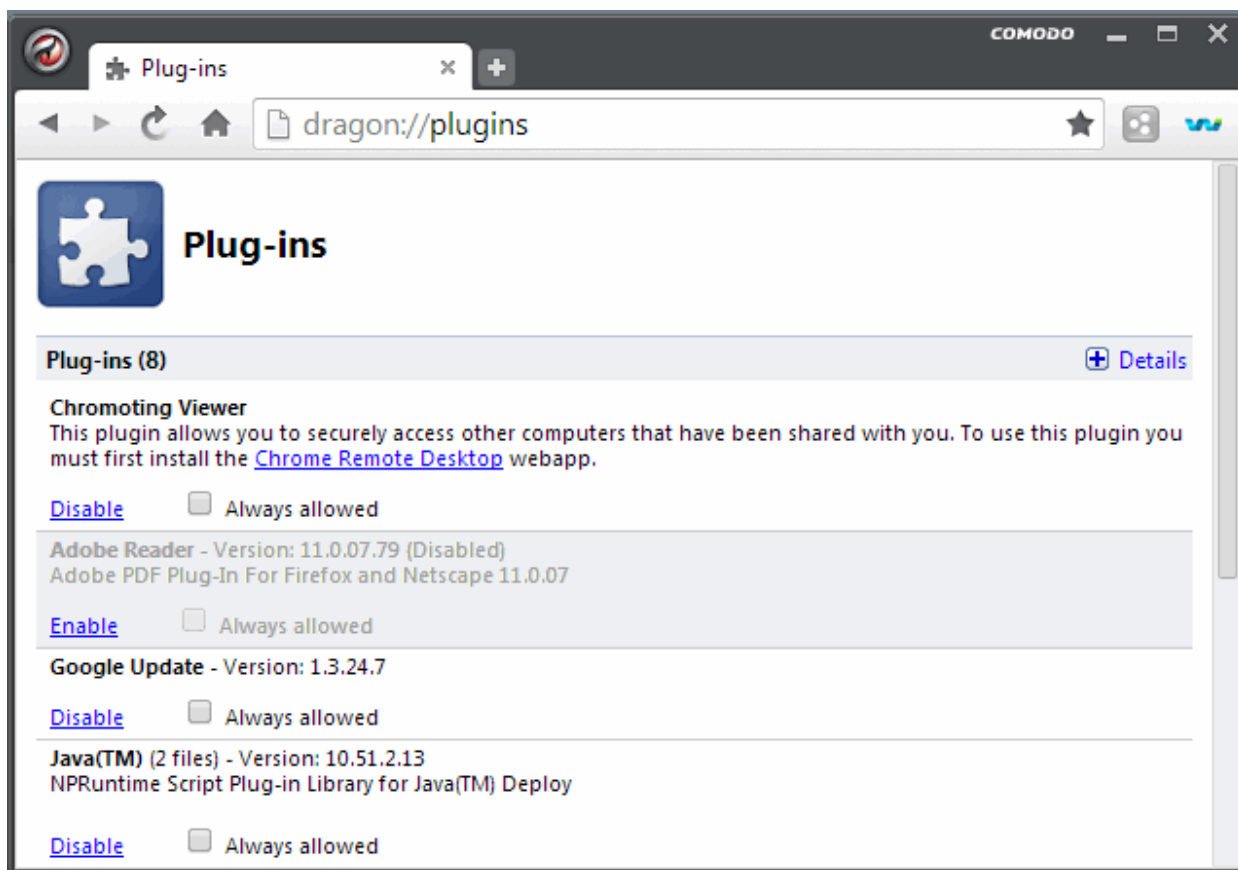 COMODO
Plug-ins
dragon://plugins
Plug-ins
Plug-ins (8)
Details
Chromoting Viewer
This plugin allows you to securely access other computers that have been shared with you. To use this plugin you
must first install the Chrome Remote Desktop webapp.
Disable Always allowed
Adobe Reader - Version: 11.0.07.79 (Disabled)
Adobe PDF Plug-In For Firefox and Netscape 11.0.07
Enable Always allowed
Google Update - Version: 1.3.24.7
Disable Always allowed
Java(TM) (2 files) - Version: 10.51.2.13
NPRuntime Script Plug-in Library for Java(TM) Deploy
Disable Always allowed